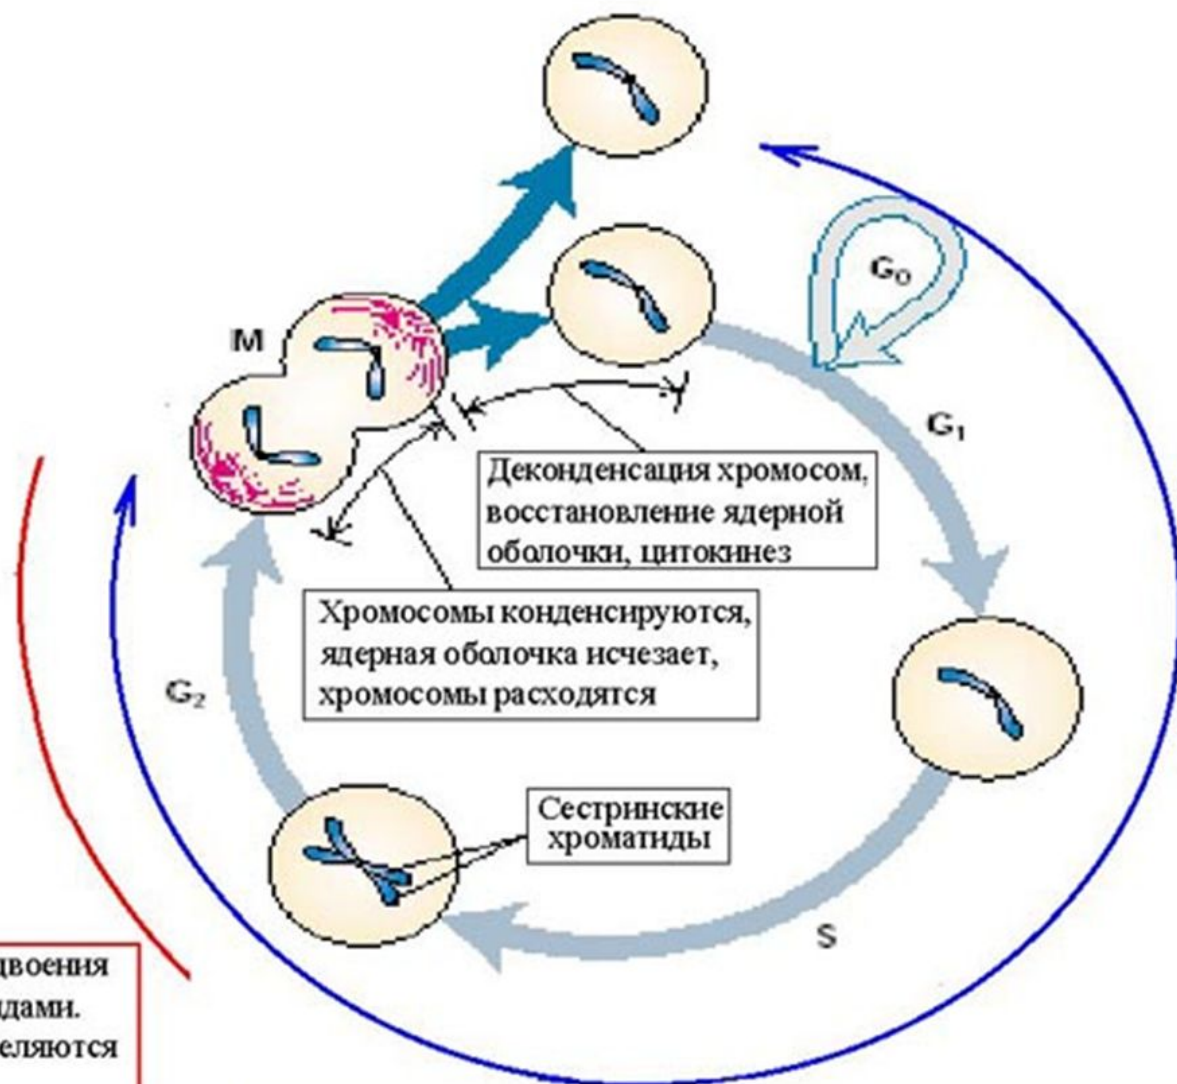 G₀
M
G₁
Деконденсация хромосом,
восстановление ядерной
оболочки, цитокинез
Хромосомы конденсируются,
ядерная оболочка исчезает,
хромосомы расходятся
G₂
Сестринские
хроматиды
S